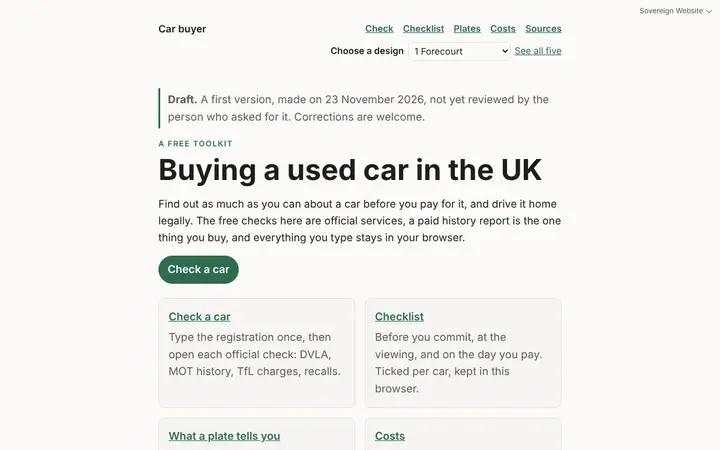 Sovereign Website
Car buyer
Check Checklist Plates Costs Sources
Choose a design 1 Forecourt See all five
Draft. A first version, made on 23 November 2026, not yet reviewed by the
person who asked for it. Corrections are welcome.
A FREE TOOLKIT
Buying a used car in the UK
Find out as much as you can about a car before you pay for it, and drive it home
legally. The free checks here are official services, a paid history report is the one
thing you buy, and everything you type stays in your browser.
Check a car
Check a car
Type the registration once, then
open each official check: DVLA,
MOT history, TfL charges, recalls.
Checklist
Before you commit, at the
viewing, and on the day you pay.
Ticked per car, kept in this
browser.
What a plate tells you
Costs